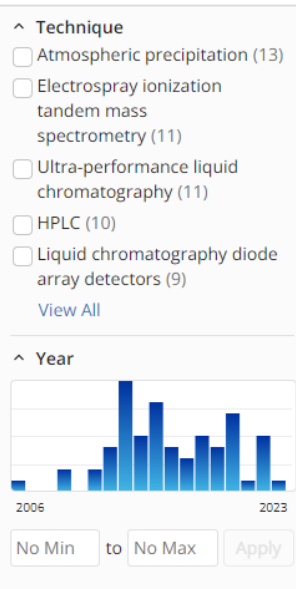 Technique
Atmospheric precipitation (13)
Electrospray ionization
tandem mass
spectrometry (11)
Ultra-performance liquid
chromatography (11)
HPLC (10)
Liquid chromatography diode
array detectors (9)
View All
Year
2006 2023
No Min to No Max Apply